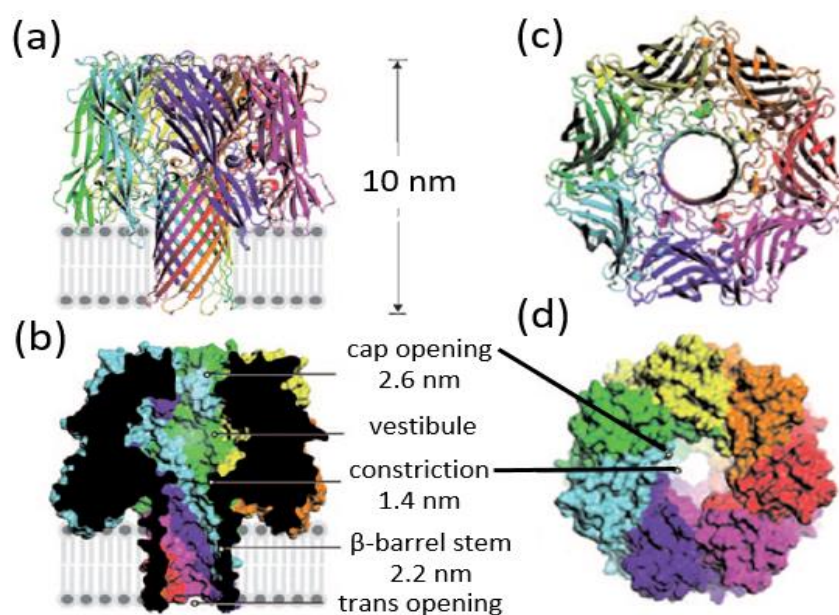 (a)
(c)
10 nm
(b)
(d)
cap opening
2.6 nm
vestibule
constriction
1.4 nm
β-barrel stem
2.2 nm
trans opening